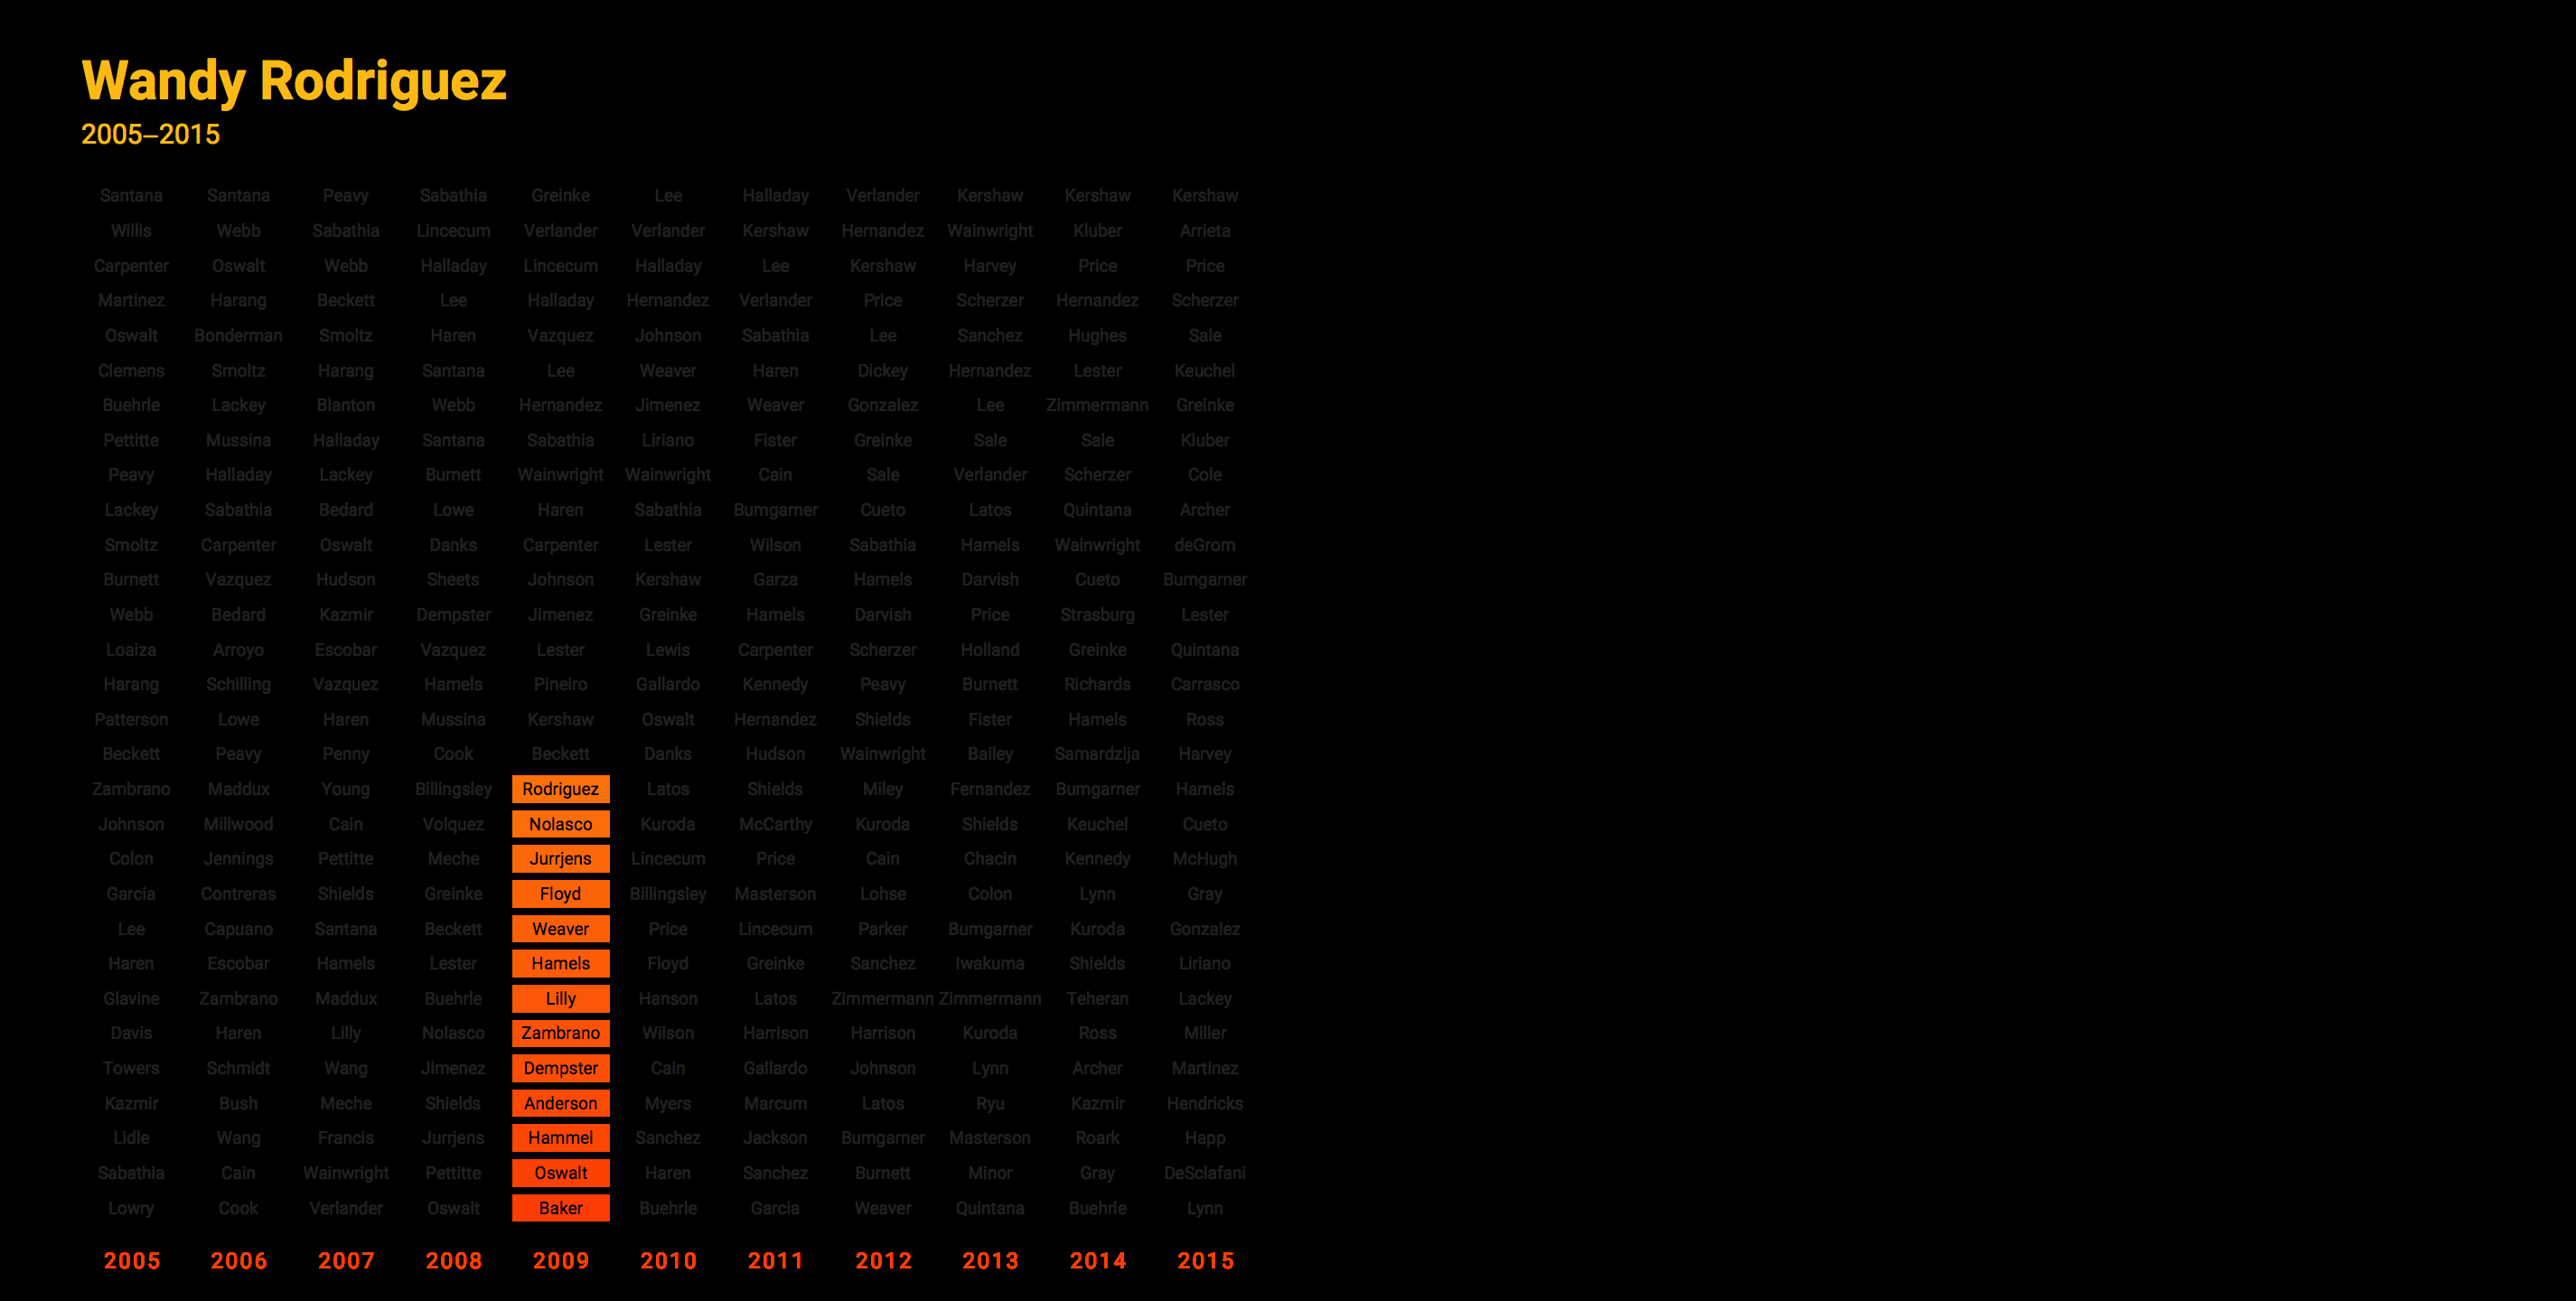 Wandy Rodriguez
2005–2015
Santana Santana Peavy Sabathia Greinke Lee Halladay Verlander Kershaw Kershaw Kershaw
Willis Webb Sabathia Lincecum Verlander Verlander Kershaw Hernandez Wainwright Kluber Arrieta
Carpenter Oswalt Webb Halladay Lincecum Halladay Lee Kershaw Harvey Price Price
Martinez Harang Beckett Lee Halladay Hernandez Verlander Price Scherzer Hernandez Scherzer
Oswalt Bonderman Smoltz Haren Vazquez Johnson Sabathia Lee Sanchez Hughes Sale
Clemens Smoltz Harang Santana Lee Weaver Haren Dickey Hernandez Lester Keuchel
Buehrle Lackey Blanton Webb Hernandez Jimenez Weaver Gonzalez Lee Zimmermann Greinke
Pettitte Mussina Halladay Santana Sabathia Liriano Fister Greinke Sale Sale Kluber
Peavy Halladay Lackey Burnett Wainwright Wainwright Cain Sale Verlander Scherzer Cole
Lackey Sabathia Bedard Lowe Haren Sabathia Bumgarner Cueto Latos Quintana Archer
Smoltz Carpenter Oswalt Danks Carpenter Lester Wilson Sabathia Hamels Wainwright deGrom
Burnett Vazquez Hudson Sheets Johnson Kershaw Garza Hamels Darvish Cueto Bumgarner
Webb Bedard Kazmir Dempster Jimenez Greinke Hamels Darvish Price Strasburg Lester
Loaiza Arroyo Escobar Vazquez Lester Lewis Carpenter Scherzer Holland Greinke Quintana
Harang Schilling Vazquez Hamels Pineiro Gallardo Kennedy Peavy Burnett Richards Carrasco
Patterson Lowe Haren Mussina Kershaw Oswalt Hernandez Shields Fister Hamels Ross
Beckett Peavy Penny Cook Beckett Danks Hudson Wainwright Bailey Samardzija Harvey
Zambrano Maddux Young Billingsley Rodriguez Latos Shields Miley Fernandez Bumgarner Hamels
Johnson Millwood Cain Volquez Nolasco Kuroda McCarthy Kuroda Shields Keuchel Cueto
Colon Jennings Pettitte Meche Jurrjens Lincecum Price Cain Chacin Kennedy McHugh
Garcia Contreras Shields Greinke Floyd Billingsley Masterson Lohse Colon Lynn Gray
Lee Capuano Santana Beckett Weaver Price Lincecum Parker Bumgarner Kuroda Gonzalez
Haren Escobar Hamels Lester Hamels Floyd Greinke Sanchez Iwakuma Shields Liriano
Glavine Zambrano Maddux Buehrle Lilly Hanson Latos Zimmermann Zimmermann Teheran Lackey
Davis Haren Lilly Nolasco Zambrano Wilson Harrison Harrison Kuroda Ross Miller
Towers Schmidt Wang Jimenez Dempster Cain Gallardo Johnson Lynn Archer Martinez
Kazmir Bush Meche Shields Anderson Myers Marcum Latos Ryu Kazmir Hendricks
Lidle Wang Francis Jurrjens Hammel Sanchez Jackson Bumgarner Masterson Roark Happ
Sabathia Cain Wainwright Pettitte Oswalt Haren Sanchez Burnett Minor Gray DeSclafani
Lowry Cook Verlander Oswalt Baker Buehrle Garcia Weaver Quintana Buehrle Lynn
2005 2006 2007 2008 2009 2010 2011 2012 2013 2014 2015